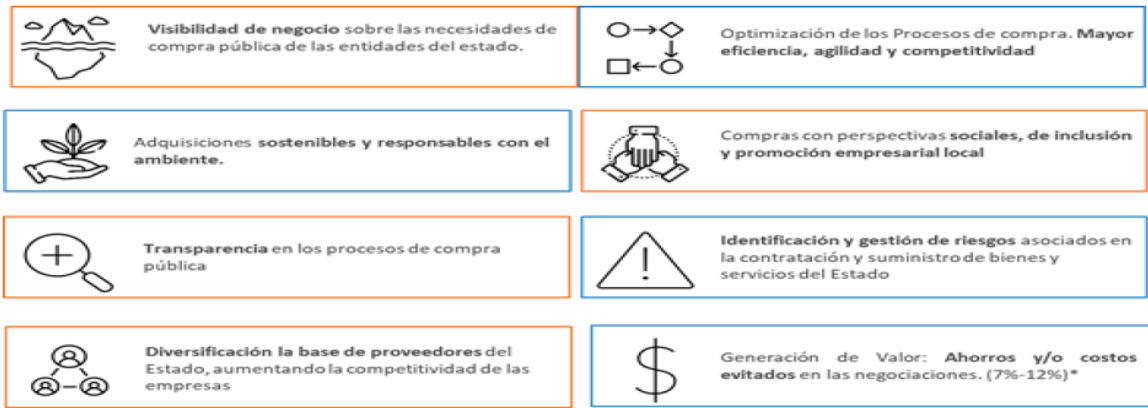 Visibilidad de negocio sobre las necesidades de
compra pública de las entidades del estado.
Optimización de los Procesos de compra. Mayor
eficiencia, agilidad y competitividad
Adquisiciones sostenibles y responsables con el
ambiente.
Compras con perspectivas sociales, de inclusión
y promoción empresarial local
Transparencia en los procesos de compra
pública
Identificación y gestión de riesgos asociados en
la contratación y suministro de bienes y
servicios del Estado
Diversificación la base de proveedores del
Estado, aumentando la competitividad de las
empresas
Generación de Valor: Ahorros y/o costos
evitados en las negociaciones. (7%-12%)*